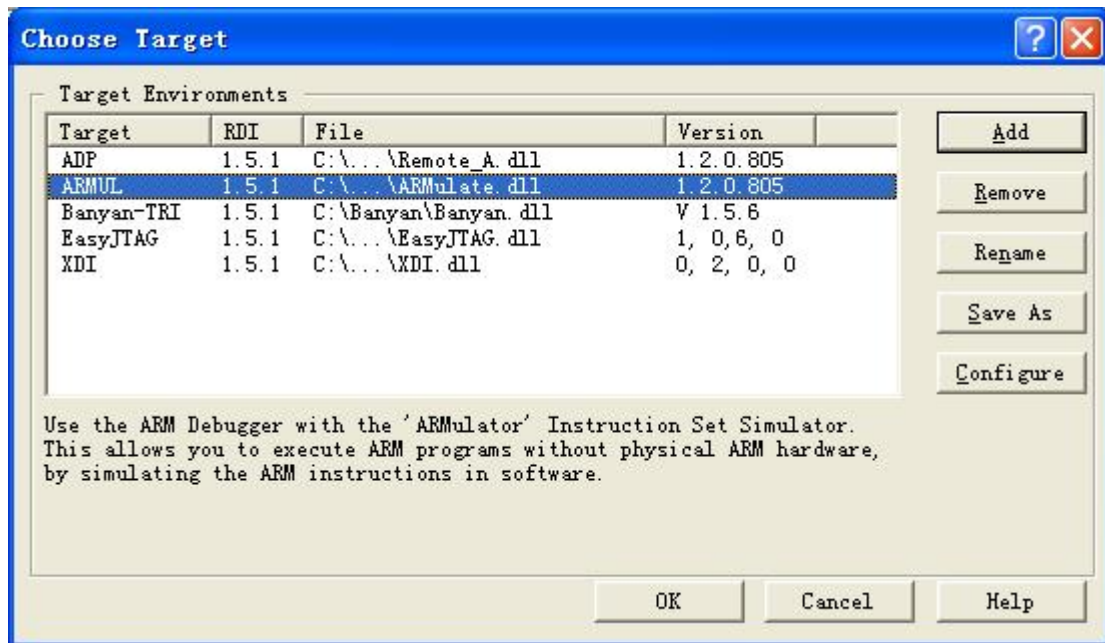 Choose Target
Target Environments
Target RDI File Version
ADP 1.5.1 C:\...\Remote_A.dll 1.2.0.805
ARMUL 1.5.1 C:\...\ARMulate.dll 1.2.0.805
Banyan-TRI 1.5.1 C:\Banyan\Banyan.dll V 1.5.6
EasyJTAG 1.5.1 C:\...\EasyJTAG.dll 1, 0,6, 0
XDI 1.5.1 C:\...\XDI.dll 0, 2, 0, 0
Add
Remove
Rename
Save As
Configure
Use the ARM Debugger with the 'ARMulator' Instruction Set Simulator.
This allows you to execute ARM programs without physical ARM hardware,
by simulating the ARM instructions in software.
OK Cancel Help